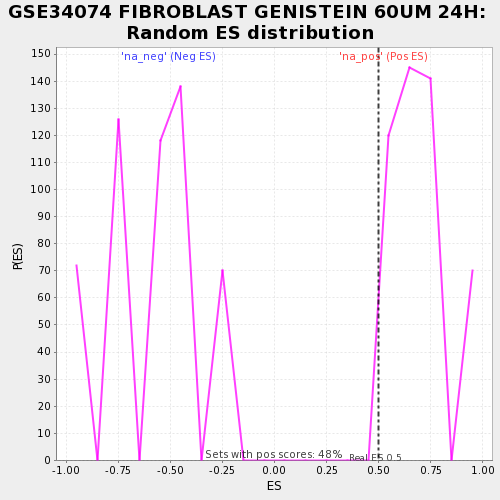 GSE34074 FIBROBLAST GENISTEIN 60UM 24H:
Random ES distribution
'na_neg' (Neg ES)
'na_pos' (Pos ES)
150
140
130
120
110
100
90
80
70
60
50
40
30
20
10
0
P(ES)
Sets with pos scores: 48%
Real ES 0.5
-1.00 -0.75 -0.50 -0.25 0.00 0.25 0.50 0.75 1.00
ES